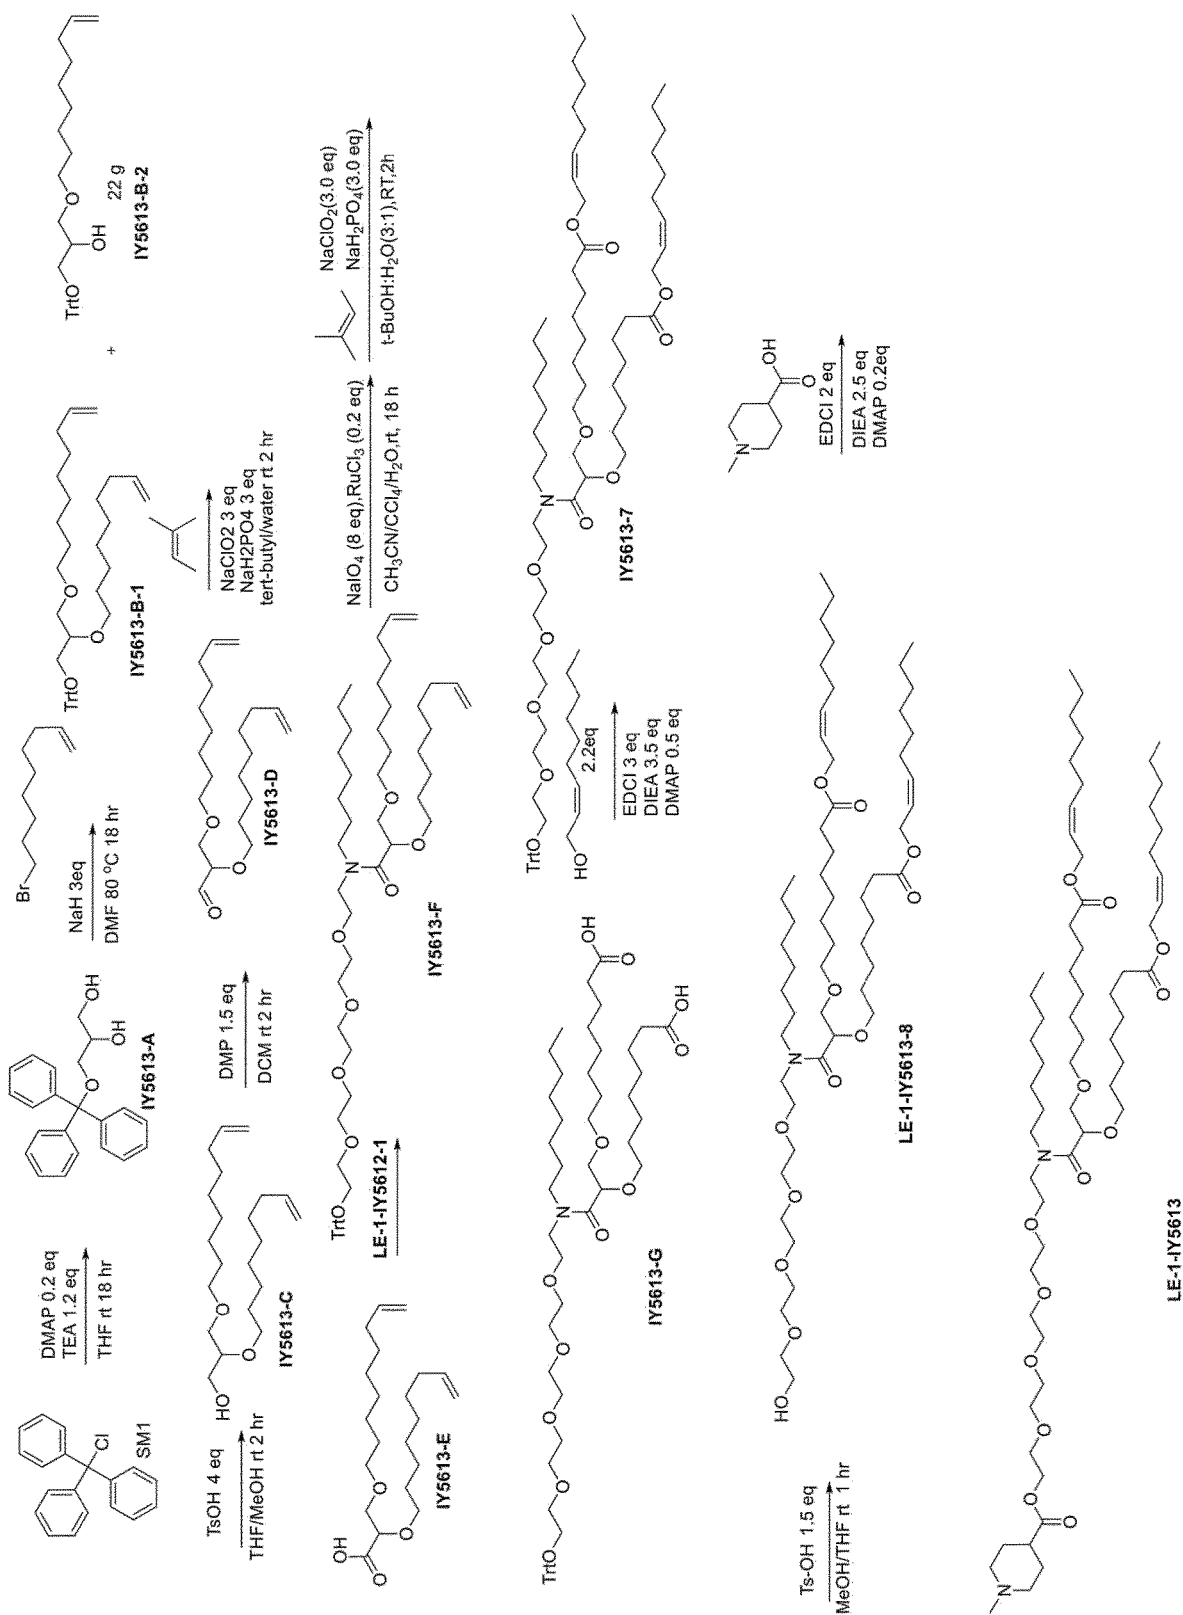 SM1
Cl
DMAP 0.2 eq
TEA 1.2 eq
THF rt 18 hr
O
OH
OH
IY5613-A
Br
NaH 3eq
DMF 80 °C 18 hr
TrtO
O
O
IY5613-B-1
+
TrtO
O
OH
22 g
IY5613-B-2
TsOH 4 eq
THF/MeOH rt 2 hr
HO
O
O
IY5613-C
DMP 1.5 eq
DCM rt 2 hr
O
O
O
IY5613-D
NaClO2 3 eq
NaH2PO4 3 eq
tert-butyl/water rt 2 hr
OH
O
O
O
IY5613-E
LE-1-IY5612-1
TrtO
O
O
O
O
N
O
O
O
IY5613-F
NaIO₄ (8 eq),RuCl₃ (0.2 eq)
CH₃CN/CCl₄/H₂O,rt, 18 h
NaClO₂(3.0 eq)
NaH₂PO₄(3.0 eq)
t-BuOH:H₂O(3:1),RT,2h
TrtO
O
O
O
O
N
O
O
O
OH
O
OH
O
IY5613-G
HO
2.2eq
EDCI 3 eq
DIEA 3.5 eq
DMAP 0.5 eq
TrtO
O
O
O
O
N
O
O
O
O
O
O
O
IY5613-7
Ts-OH 1.5 eq
MeOH/THF rt 1 hr
HO
O
O
O
O
N
O
O
O
O
O
O
O
LE-1-IY5613-8
N
OH
O
EDCI 2 eq
DIEA 2.5 eq
DMAP 0.2eq
N
O
O
O
O
O
O
N
O
O
O
O
O
O
O
LE-1-IY5613